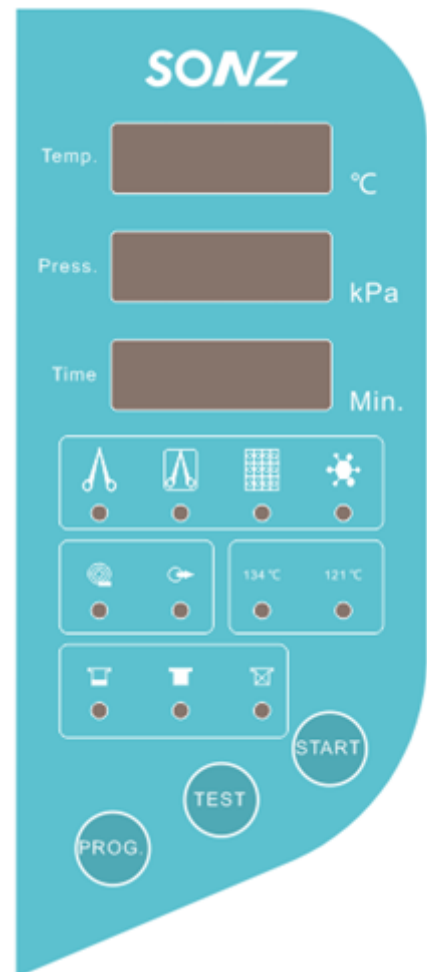 SONZ
Temp.
℃
Press.
kPa
Time
Min.
134 ℃ 121 ℃
START
TEST
PROG.